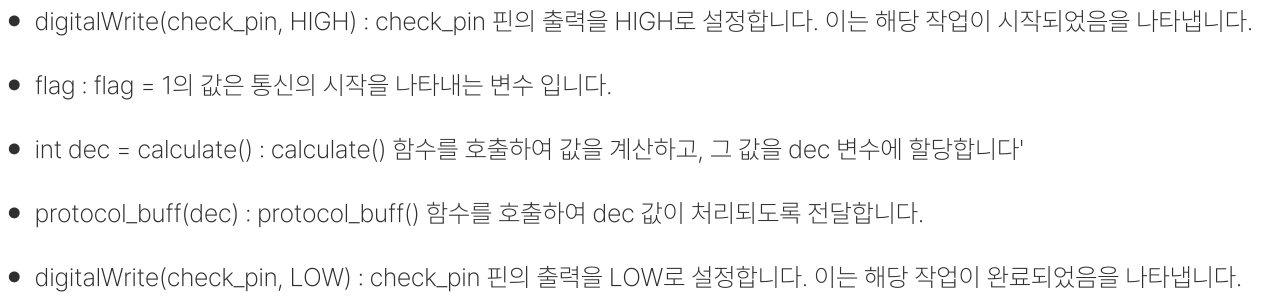 • digitalWrite(check_pin, HIGH) : check_pin 핀의 출력을 HIGH로 설정합니다. 이는 해당 작업이 시작되었음을 나타냅니다.
• flag : flag = 1의 값은 통신의 시작을 나타내는 변수 입니다.
• int dec = calculate() : calculate() 함수를 호출하여 값을 계산하고, 그 값을 dec 변수에 할당합니다'
• protocol_buff(dec) : protocol_buff() 함수를 호출하여 dec 값이 처리되도록 전달합니다.
• digitalWrite(check_pin, LOW) : check_pin 핀의 출력을 LOW로 설정합니다. 이는 해당 작업이 완료되었음을 나타냅니다.